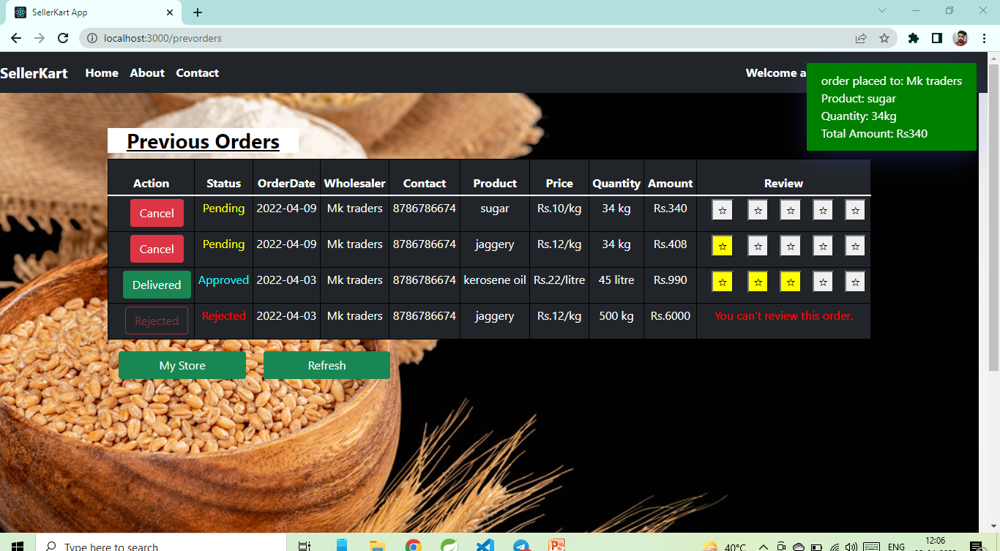 SellerKart App
localhost:3000/prevorders
SellerKart Home About Contact Welcome a
order placed to: Mk traders
Product: sugar
Quantity: 34kg
Total Amount: Rs340
Previous Orders
Action Status OrderDate Wholesaler Contact Product Price Quantity Amount Review
Cancel Pending 2022-04-09 Mk traders 8786786674 sugar Rs.10/kg 34 kg Rs.340
Cancel Pending 2022-04-09 Mk traders 8786786674 jaggery Rs.12/kg 34 kg Rs.408
Delivered Approved 2022-04-03 Mk traders 8786786674 kerosene oil Rs.22/litre 45 litre Rs.990
Rejected Rejected 2022-04-03 Mk traders 8786786674 jaggery Rs.12/kg 500 kg Rs.6000 You can't review this order.
My Store Refresh
Type here to search 40°C ENG 12:06